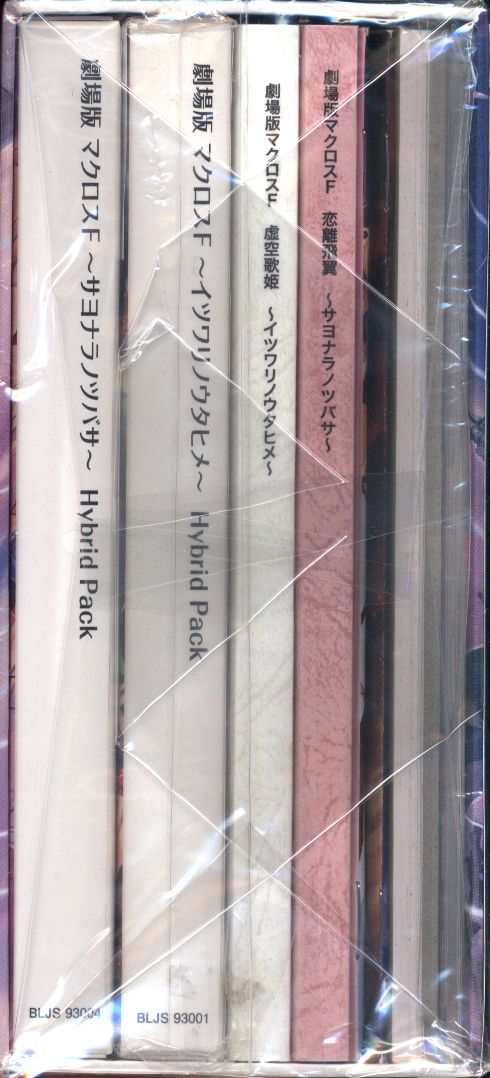 劇場版 マクロスF ～サヨナラノツバサ～ Hybrid Pack
BLJS 93004
劇場版 マクロスF ～イツワリノウタヒメ～ Hybrid Pack
BLJS 93001
劇場版マクロスF 虚空歌姫 ～イツワリノウタヒメ～
劇場版マクロスF 恋離飛翼 ～サヨナラノツバサ～